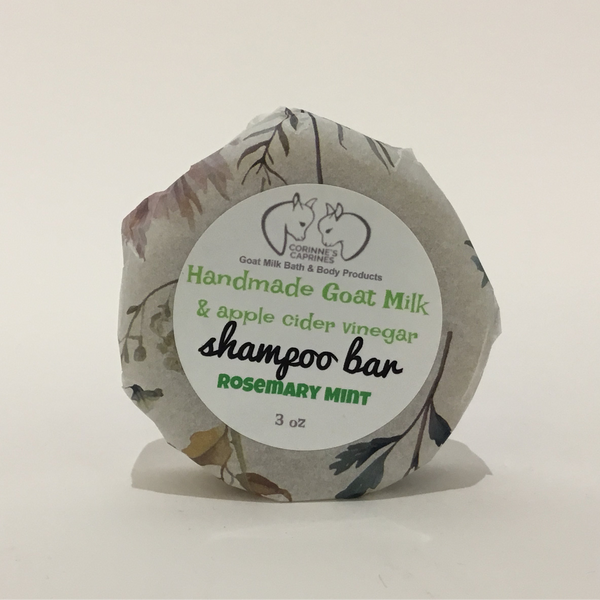 CORINNE'S
CAPRINES
Goat Milk Bath & Body Products
Handmade Goat Milk
& apple cider vinegar
shampoo bar
Rosemary Mint
3 oz